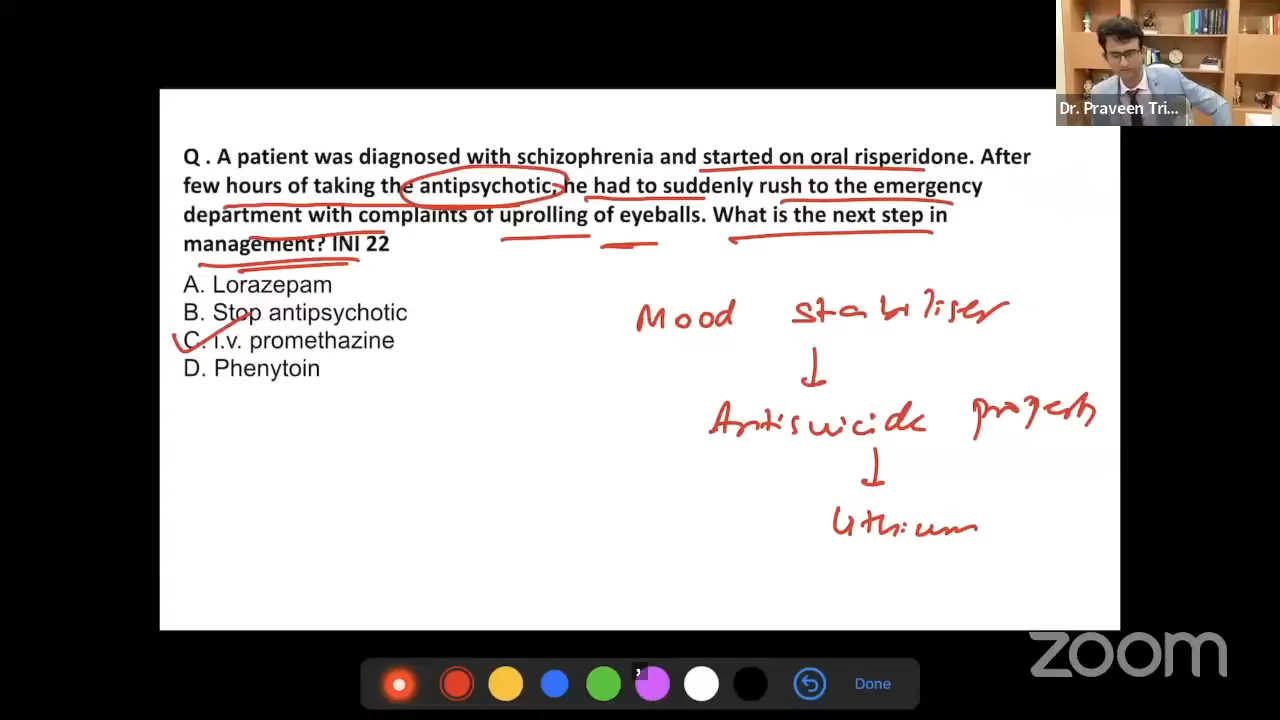 Dr. Praveen Tri...
Q . A patient was diagnosed with schizophrenia and started on oral risperidone. After
few hours of taking the antipsychotic, he had to suddenly rush to the emergency
department with complaints of uprolling of eyeballs. What is the next step in
management? INI 22
A. Lorazepam
B. Stop antipsychotic
C. i.v. promethazine
D. Phenytoin
Mood stabiliser
Antisuicide property
Lithium
zoom
Done